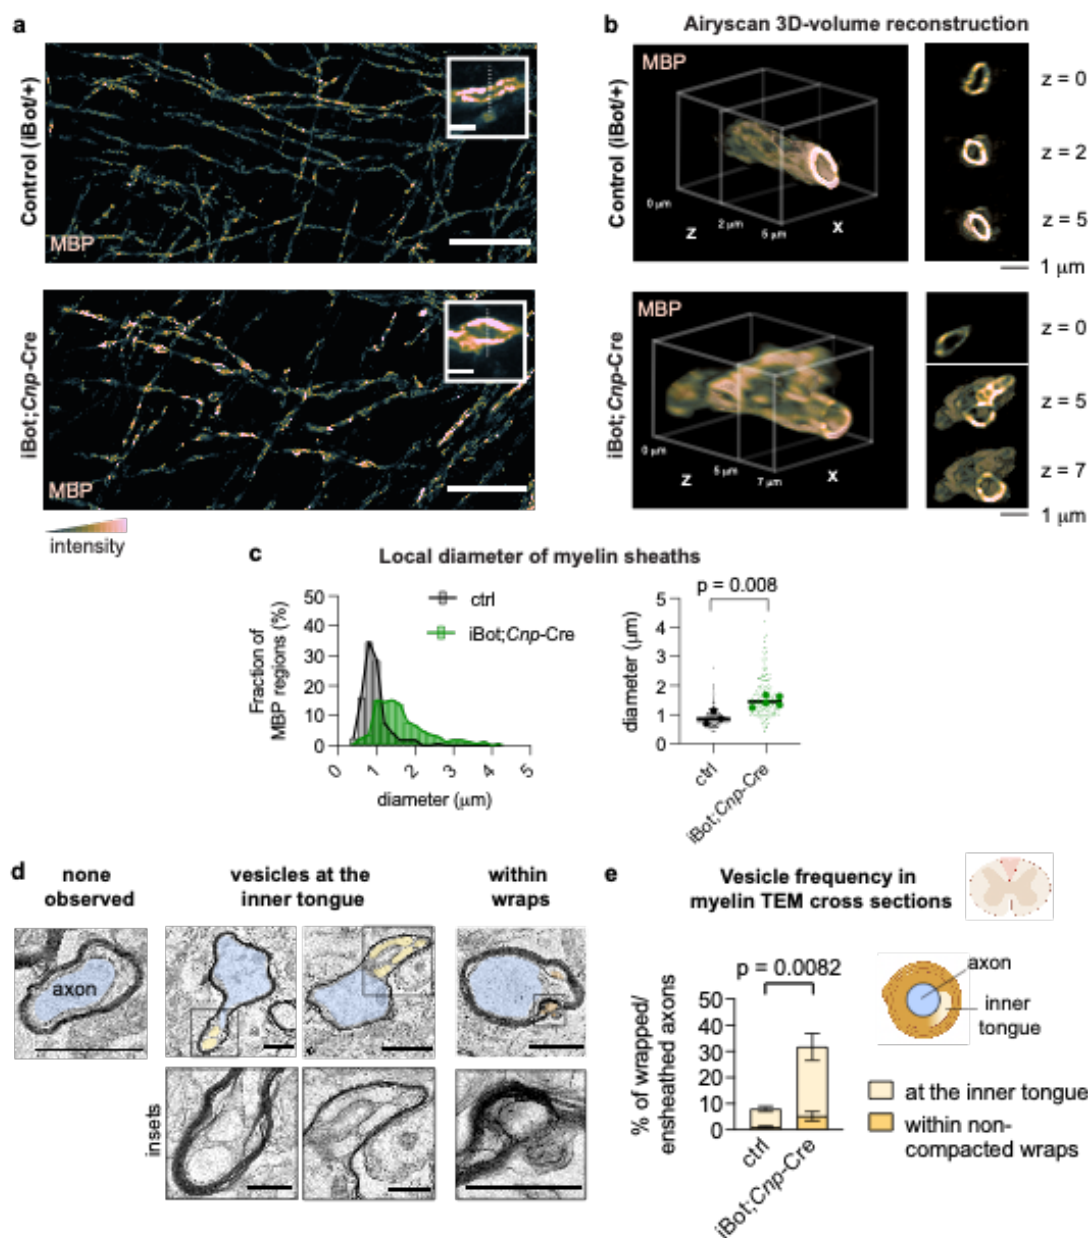 a
Control (iBot/+)
MBP
iBot;Cnp-Cre
MBP
intensity
b
Airyscan 3D-volume reconstruction
Control (iBot/+)
MBP
0 μm
2 μm
5 μm
z
x
z = 0
z = 2
z = 5
1 μm
iBot;Cnp-Cre
MBP
0 μm
5 μm
7 μm
z
x
z = 0
z = 5
z = 7
1 μm
c
Local diameter of myelin sheaths
Fraction of
MBP regions (%)
50
40
30
20
10
0
0
1
2
3
4
5
diameter (μm)
ctrl
iBot;Cnp-Cre
p = 0.008
diameter (μm)
5
4
3
2
1
0
ctrl
iBot;Cnp-Cre
d
none
observed
vesicles at the
inner tongue
within
wraps
axon
insets
e
Vesicle frequency in
myelin TEM cross sections
p = 0.0082
% of wrapped/
ensheathed axons
50
40
30
20
10
0
ctrl
iBot;Cnp-Cre
axon
inner
tongue
at the inner tongue
within non-
compacted wraps